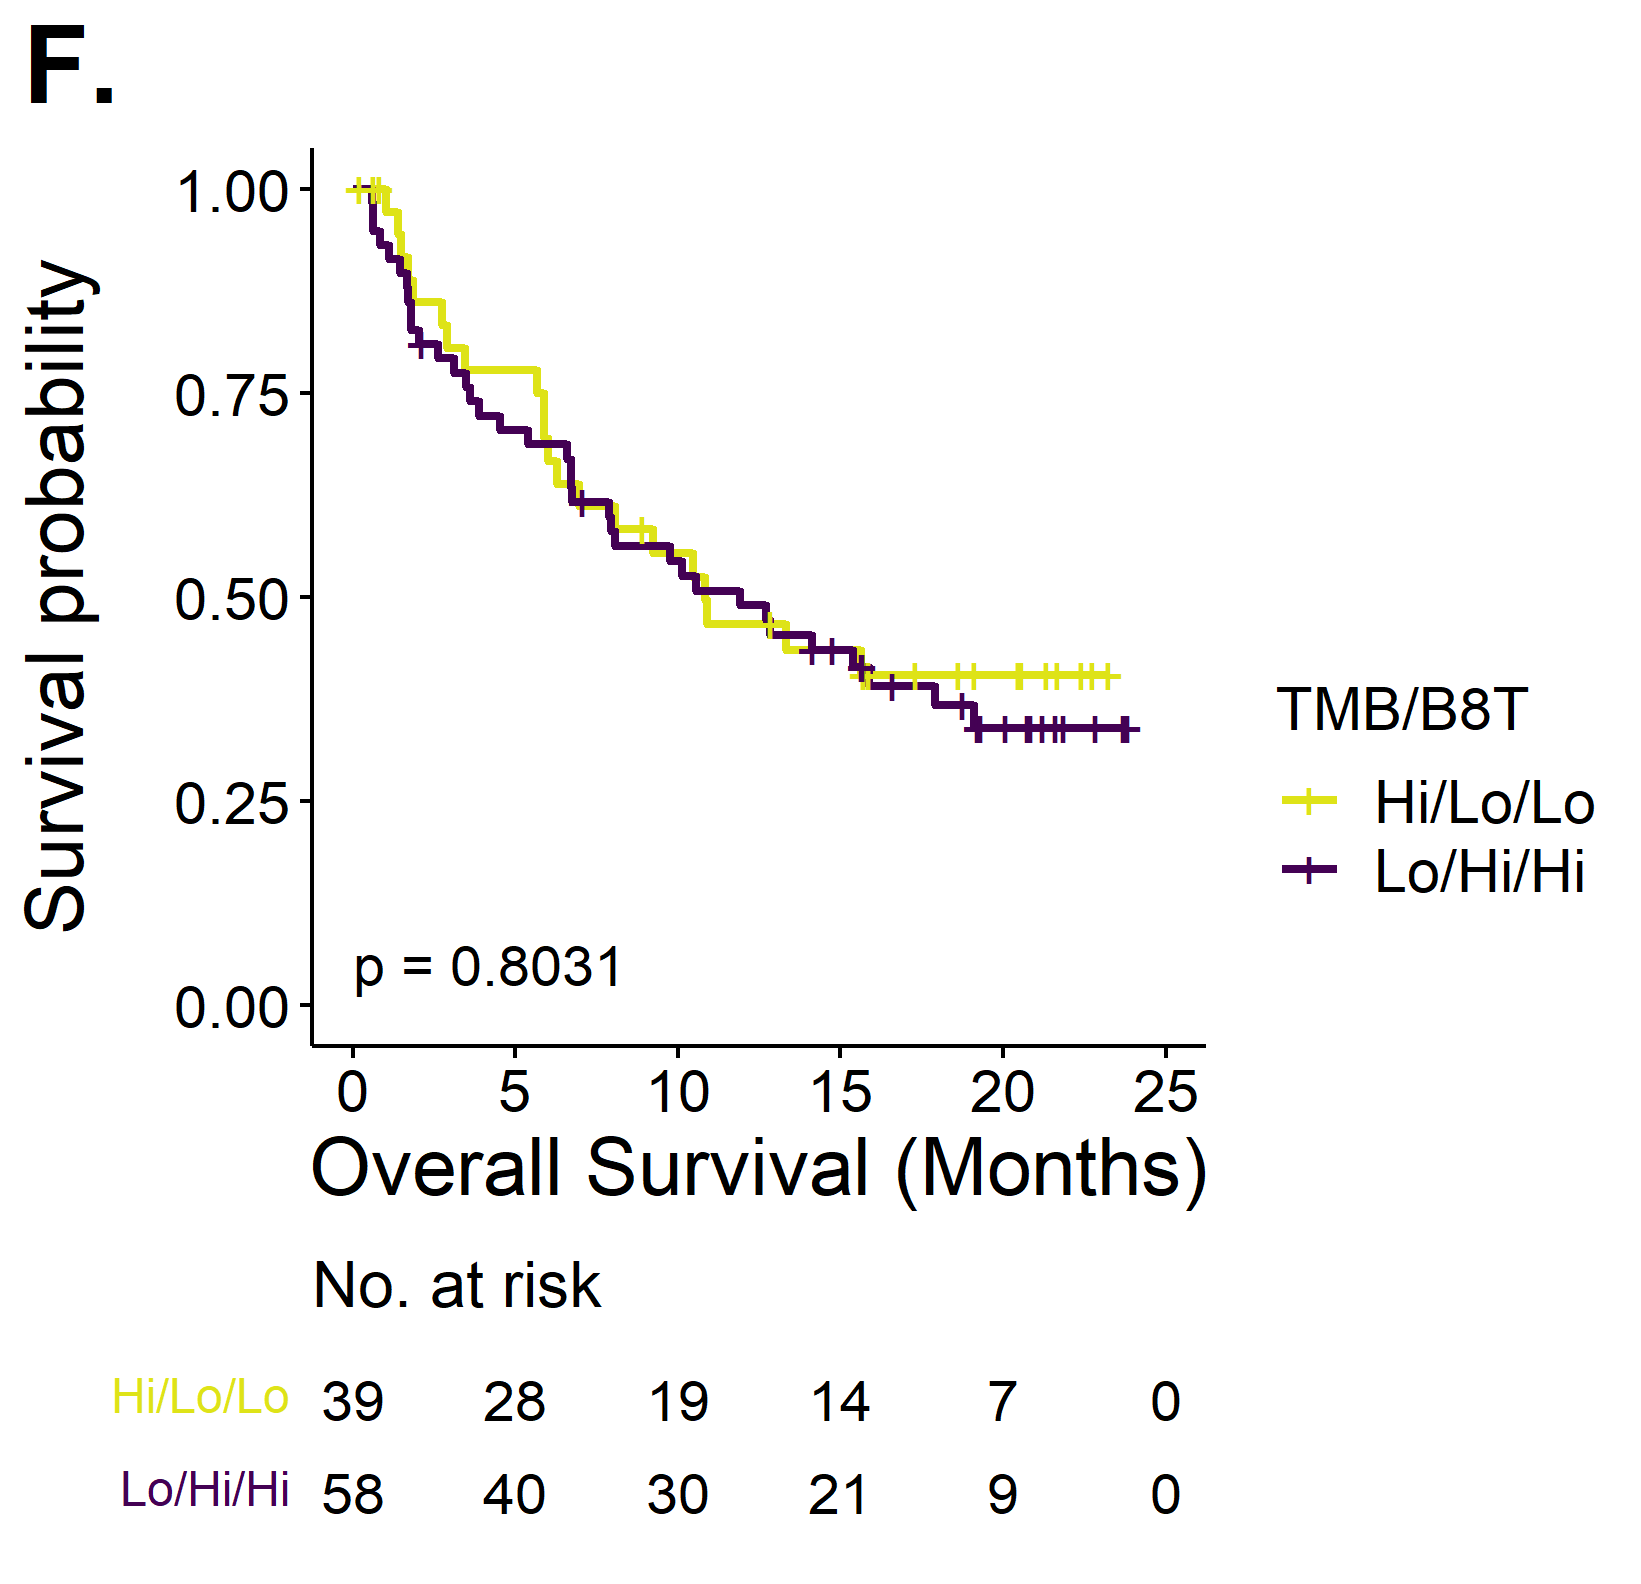 F.
Survival probability
1.00
0.75
0.50
0.25
0.00
p = 0.8031
0 5 10 15 20 25
Overall Survival (Months)
TMB/B8T
Hi/Lo/Lo
Lo/Hi/Hi
No. at risk
Hi/Lo/Lo 39 28 19 14 7 0
Lo/Hi/Hi 58 40 30 21 9 0